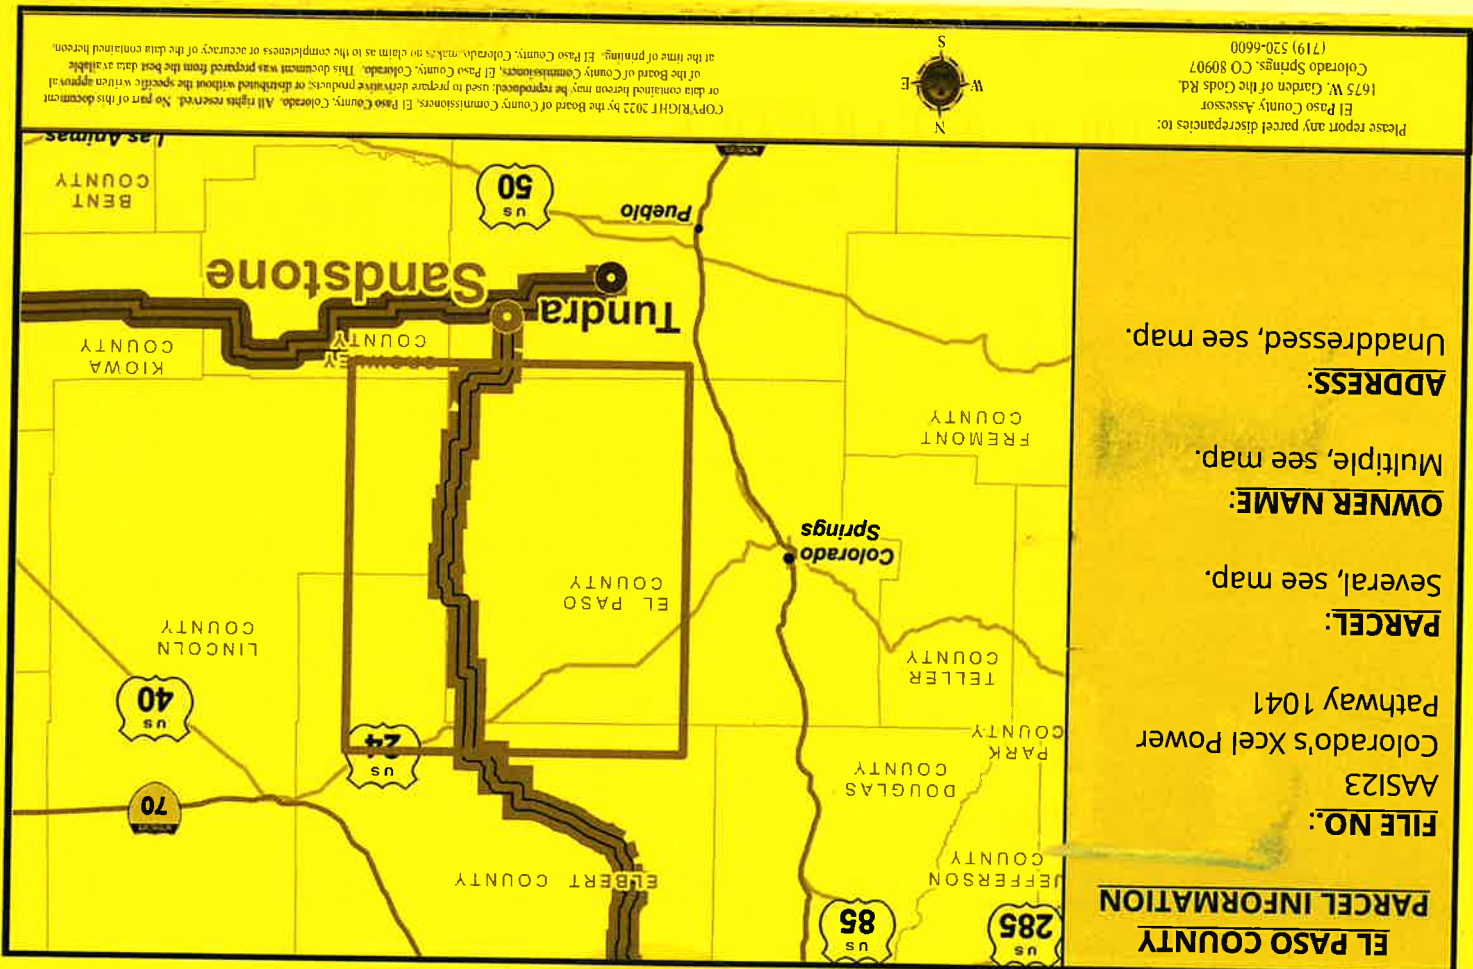 EL PASO COUNTY
PARCEL INFORMATION
FILE NO.:
AASI23
Colorado's Xcel Power
Pathway 1041
PARCEL:
Several, see map.
OWNER NAME:
Multiple, see map.
ADDRESS:
Unaddressed, see map.
US
285
US
85
JEFFERSON
COUNTY
ELBERT COUNTY
70
DOUGLAS
COUNTY
PARK
COUNTY
US
24
US
40
TELLER
COUNTY
LINCOLN
COUNTY
EL PASO
COUNTY
Colorado
Springs
FREMONT
COUNTY
CROWLEY
COUNTY
KIOWA
COUNTY
Tundra
Sandstone
Pueblo
US
50
BENT
COUNTY
Las Animas
Please report any parcel discrepancies to:
El Paso County Assessor
1675 W. Garden of the Gods Rd.
Colorado Springs, CO 80907
(719) 520-6600
N
W
E
S
COPYRIGHT 2022 by the Board of County Commissioners, El Paso County, Colorado. All rights reserved. No part of this document
or data contained hereon may be reproduced; used to prepare derivative products; or distributed without the specific written approval
of the Board of County Commissioners, El Paso County, Colorado. This document was prepared from the best data available
at the time of printing. El Paso County, Colorado, makes no claim as to the completeness or accuracy of the data contained hereon.